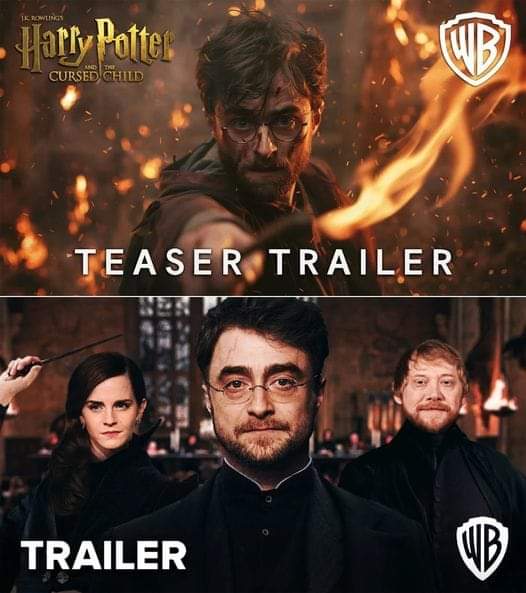 J.K. ROWLING'S
Harry Potter
AND THE
CURSED CHILD
WB
TEASER TRAILER
TRAILER
WB